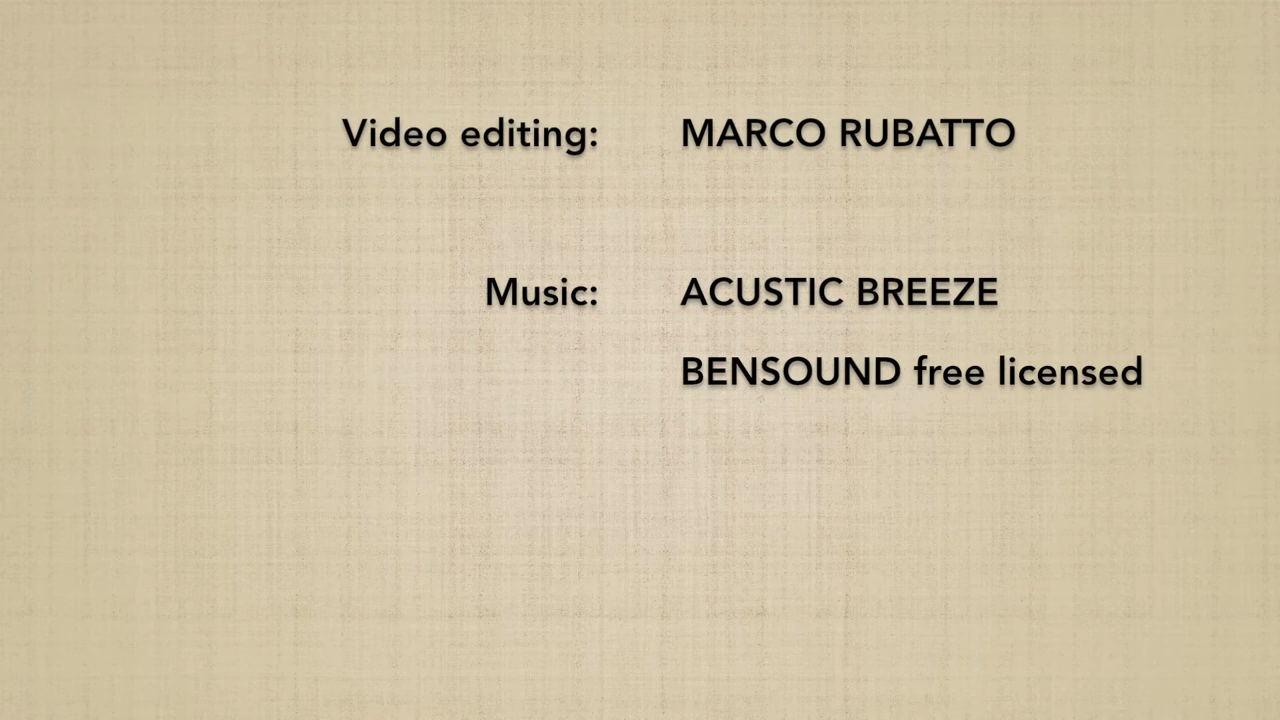 Video editing: MARCO RUBATTO
Music: ACUSTIC BREEZE
BENSOUND free licensed